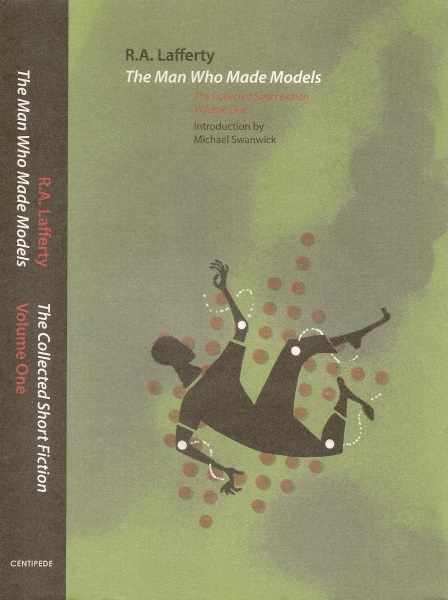 R.A. Lafferty
The Man Who Made Models
The Collected Short Fiction
Volume One
Introduction by
Michael Swanwick
R.A. Lafferty
The Man Who Made Models
The Collected Short Fiction
Volume One
CENTIPEDE